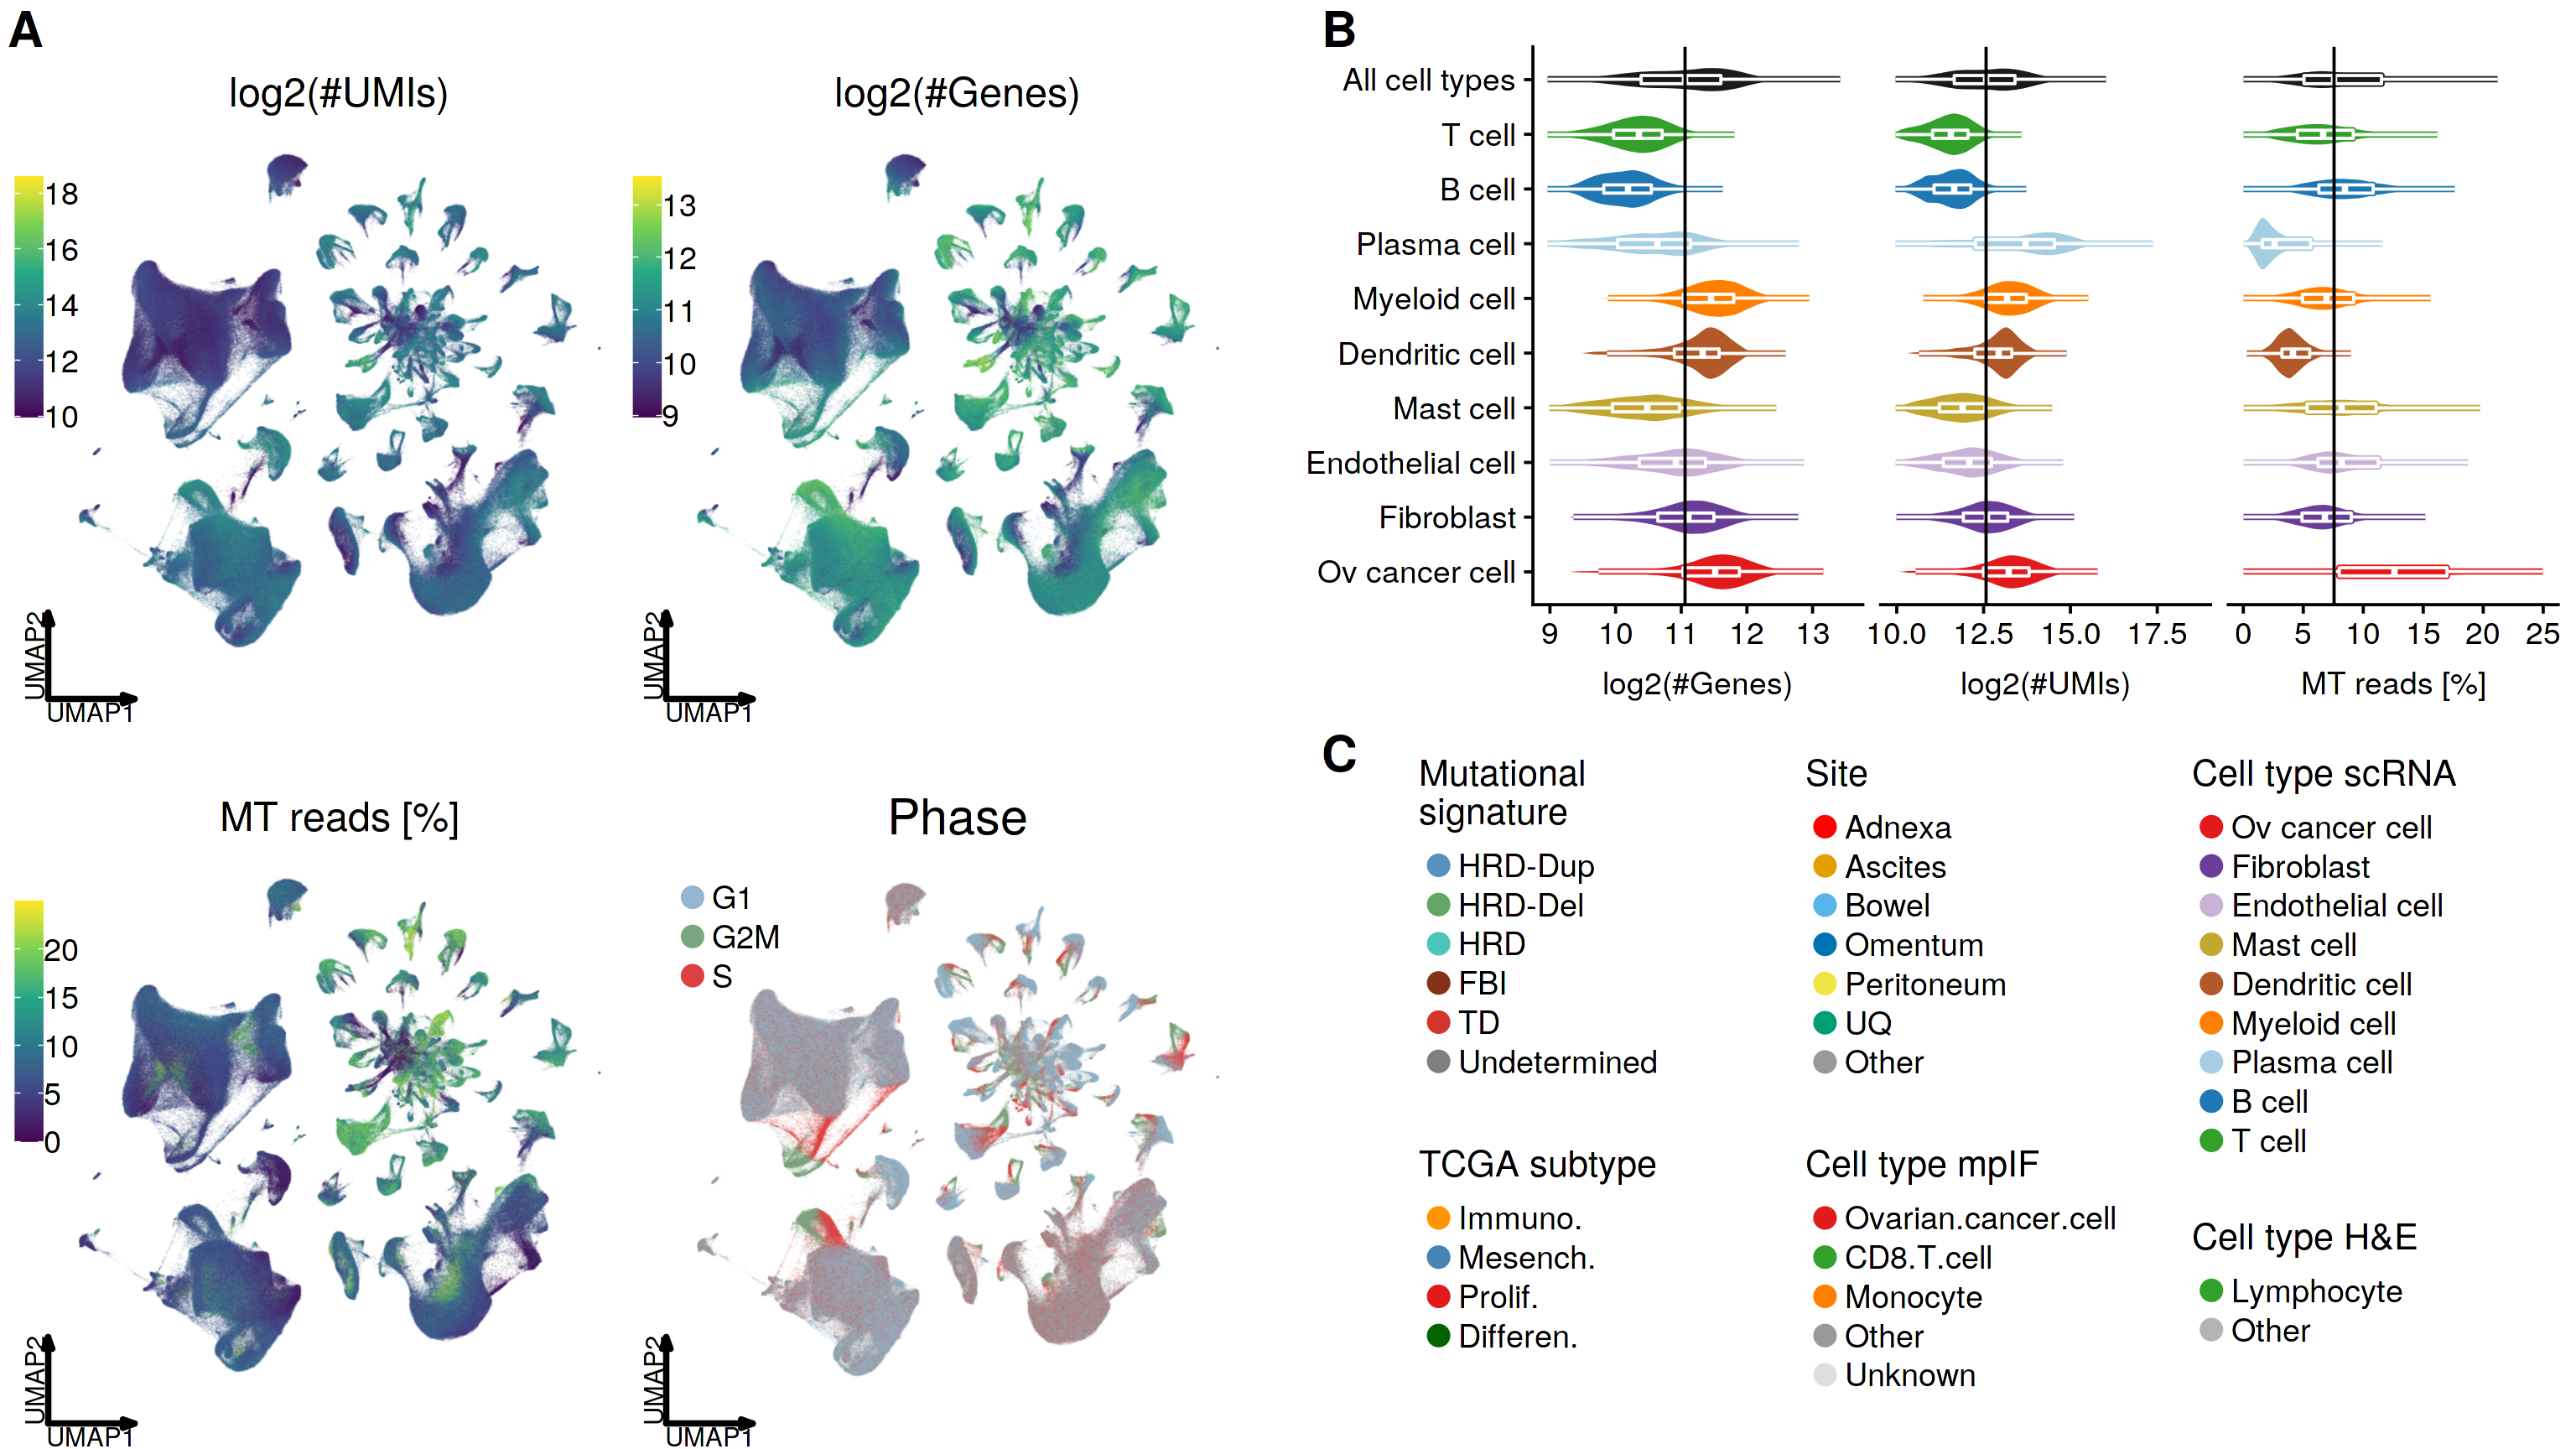 A
log2(#UMIs)
18
16
14
12
10
UMAP2
UMAP1
log2(#Genes)
13
12
11
10
9
UMAP2
UMAP1
MT reads [%]
20
15
10
5
0
UMAP2
UMAP1
Phase
G1
G2M
S
UMAP2
UMAP1
B
All cell types
T cell
B cell
Plasma cell
Myeloid cell
Dendritic cell
Mast cell
Endothelial cell
Fibroblast
Ov cancer cell
9 10 11 12 13
log2(#Genes)
10.0 12.5 15.0 17.5
log2(#UMIs)
0 5 10 15 20 25
MT reads [%]
C
Mutational
signature
HRD-Dup
HRD-Del
HRD
FBI
TD
Undetermined
TCGA subtype
Immuno.
Mesench.
Prolif.
Differen.
Site
Adnexa
Ascites
Bowel
Omentum
Peritoneum
UQ
Other
Cell type mpIF
Ovarian.cancer.cell
CD8.T.cell
Monocyte
Other
Unknown
Cell type scRNA
Ov cancer cell
Fibroblast
Endothelial cell
Mast cell
Dendritic cell
Myeloid cell
Plasma cell
B cell
T cell
Cell type H&E
Lymphocyte
Other